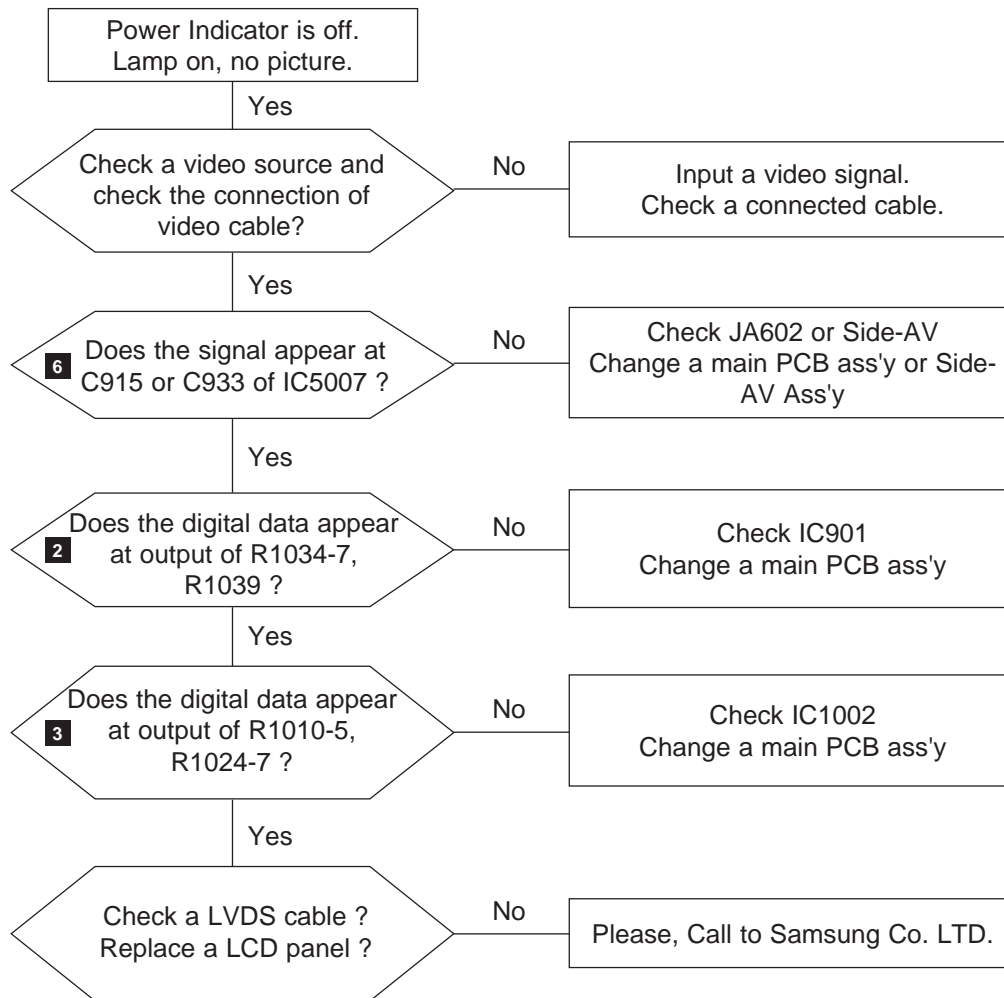 Power Indicator is off.
Lamp on, no picture.
Yes
Check a video source and
check the connection of
video cable?
No
Input a video signal.
Check a connected cable.
Yes
6
Does the signal appear at
C915 or C933 of IC5007 ?
No
Check JA602 or Side-AV
Change a main PCB ass'y or Side-
AV Ass'y
Yes
2
Does the digital data appear
at output of R1034-7,
R1039 ?
No
Check IC901
Change a main PCB ass'y
Yes
3
Does the digital data appear
at output of R1010-5,
R1024-7 ?
No
Check IC1002
Change a main PCB ass'y
Yes
Check a LVDS cable ?
Replace a LCD panel ?
No
Please, Call to Samsung Co. LTD.